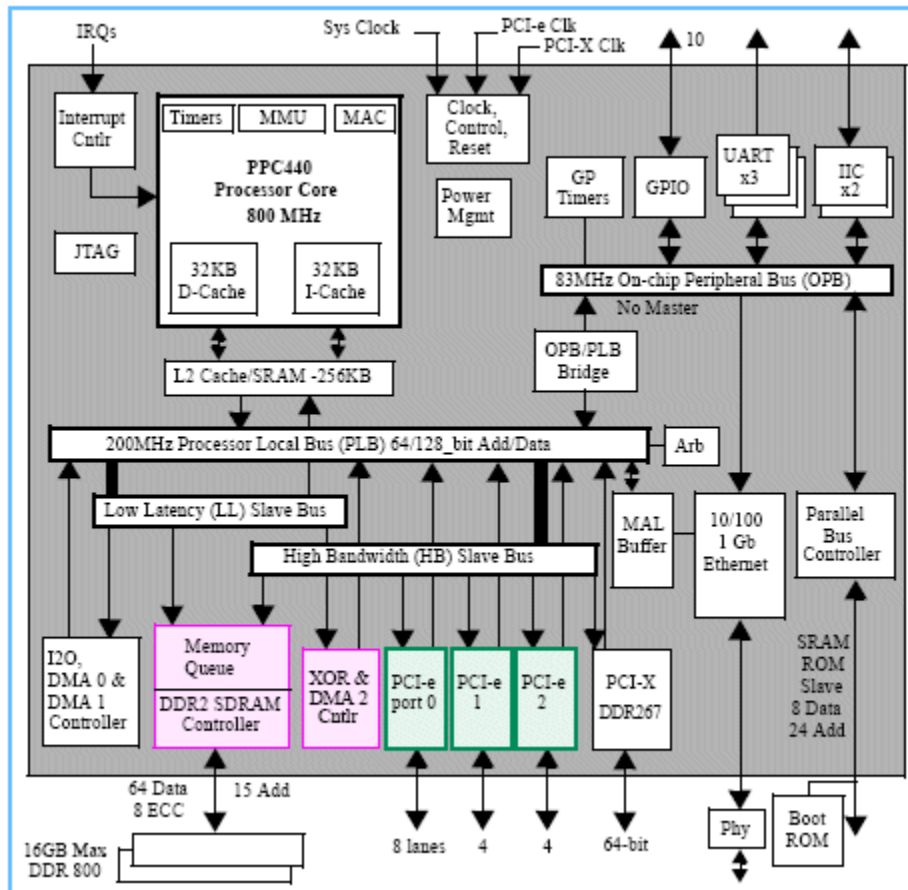 IRQs
Sys Clock
PCI-e Clk
PCI-X Clk
10
Interrupt
Cntlr
Timers
MMU
MAC
PPC440
Processor Core
800 MHz
32KB
D-Cache
32KB
I-Cache
JTAG
Clock,
Control,
Reset
Power
Mgmt
GP
Timers
GPIO
UART
x3
IIC
x2
83MHz On-chip Peripheral Bus (OPB)
No Master
L2 Cache/SRAM -256KB
OPB/PLB
Bridge
200MHz Processor Local Bus (PLB) 64/128_bit Add/Data
Arb
Low Latency (LL) Slave Bus
High Bandwidth (HB) Slave Bus
MAL
Buffer
10/100
1 Gb
Ethernet
Parallel
Bus
Controller
I2O,
DMA 0 &
DMA 1
Controller
Memory
Queue
DDR2 SDRAM
Controller
XOR &
DMA 2
Cntlr
PCI-e
port 0
PCI-e
1
PCI-e
2
PCI-X
DDR267
SRAM
ROM
Slave
8 Data
24 Add
64 Data
8 ECC
15 Add
16GB Max
DDR 800
8 lanes
4
4
64-bit
Phy
Boot
ROM